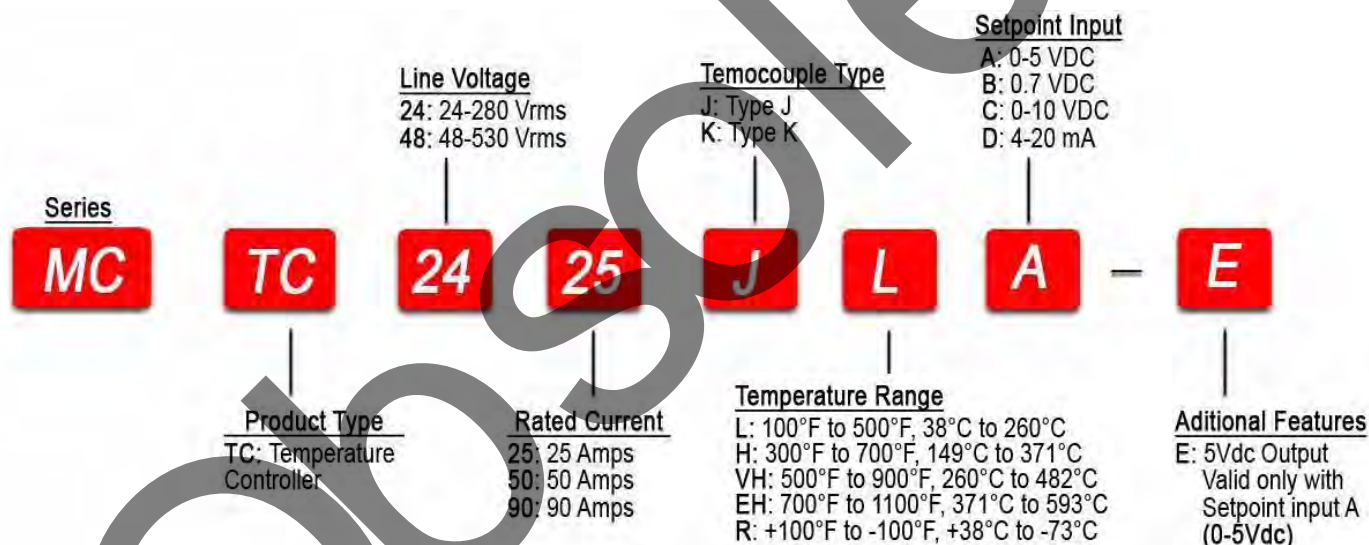 Setpoint Input
A: 0-5 VDC
B: 0.7 VDC
C: 0-10 VDC
D: 4-20 mA
Line Voltage
24: 24-280 Vrms
48: 48-530 Vrms
Temocouple Type
J: Type J
K: Type K
Series
MC TC 24 25 J L A – E
Product Type
TC: Temperature
Controller
Rated Current
25: 25 Amps
50: 50 Amps
90: 90 Amps
Temperature Range
L: 100°F to 500°F, 38°C to 260°C
H: 300°F to 700°F, 149°C to 371°C
VH: 500°F to 900°F, 260°C to 482°C
EH: 700°F to 1100°F, 371°C to 593°C
R: +100°F to -100°F, +38°C to -73°C
Aditional Features
E: 5Vdc Output
Valid only with
Setpoint input A
(0-5Vdc)
obsole